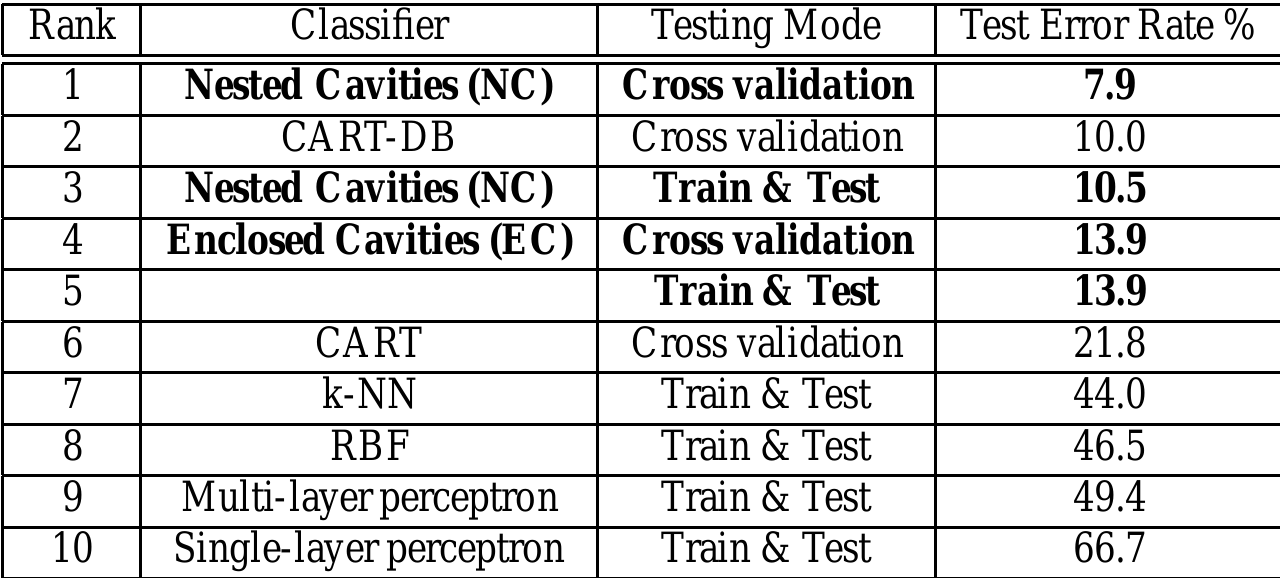 Rank Classifier Testing Mode Test Error Rate %
1 Nested Cavities (NC) Cross validation 7.9
2 CART-DB Cross validation 10.0
3 Nested Cavities (NC) Train & Test 10.5
4 Enclosed Cavities (EC) Cross validation 13.9
5 Train & Test 13.9
6 CART Cross validation 21.8
7 k-NN Train & Test 44.0
8 RBF Train & Test 46.5
9 Multi-layer perceptron Train & Test 49.4
10 Single-layer perceptron Train & Test 66.7